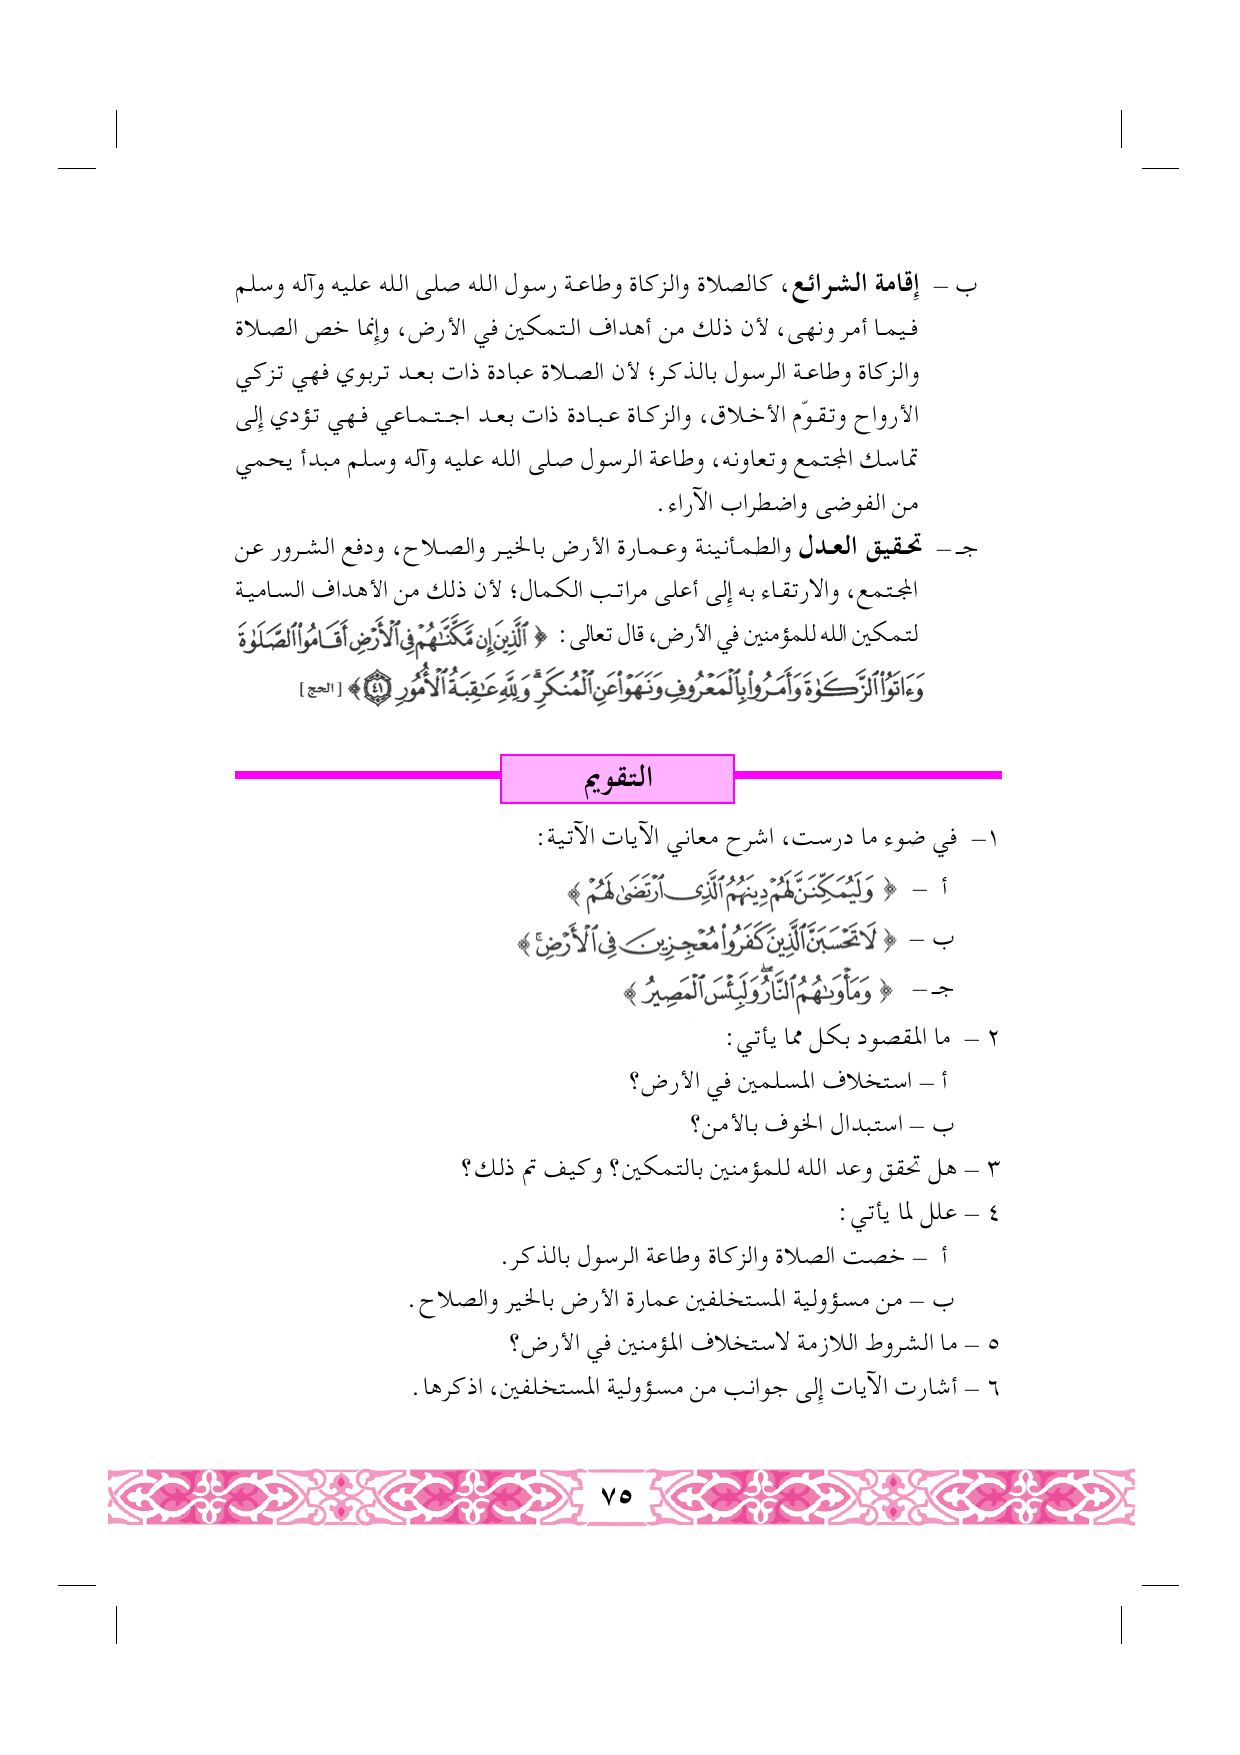 ب – إقامة الشرائع، كالصلاة والزكاة وطاعة رسول الله صلى الله عليه وآله وسلم
فيما أمر ونهى، لأن ذلك من أهداف التمكين في الأرض، وإنما خص الصلاة
والزكاة وطاعة الرسول بالذكر؛ لأن الصلاة عبادة ذات بعد تربوي فهي تزكي
الأرواح وتقوّم الأخلاق، والزكاة عبادة ذات بعد اجتماعي فهي تؤدي إلى
تماسك المجتمع وتعاونه، وطاعة الرسول صلى الله عليه وآله وسلم مبدأ يحمي
من الفوضى واضطراب الآراء.
جـ – تحقيق العدل والطمأنينة وعمارة الأرض بالخير والصلاح، ودفع الشرور عن
المجتمع، والارتقاء به إلى أعلى مراتب الكمال؛ لأن ذلك من الأهداف السامية
لتمكين الله للمؤمنين في الأرض، قال تعالى: ﴿ ٱلَّذِينَ إِن مَّكَّنَّٰهُمْ فِى ٱلْأَرْضِ أَقَامُوا۟ ٱلصَّلَوٰةَ
وَءَاتَوُا۟ ٱلزَّكَوٰةَ وَأَمَرُوا۟ بِٱلْمَعْرُوفِ وَنَهَوْا۟ عَنِ ٱلْمُنكَرِ ۗ وَلِلَّهِ عَٰقِبَةُ ٱلْأُمُورِ ٤١ ﴾ [الحج]
التقويم
١– في ضوء ما درست، اشرح معاني الآيات الآتية:
أ – ﴿ وَلَيُمَكِّنَنَّ لَهُمْ دِينَهُمُ ٱلَّذِى ٱرْتَضَىٰ لَهُمْ ﴾
ب – ﴿ لَا تَحْسَبَنَّ ٱلَّذِينَ كَفَرُوا۟ مُعْجِزِينَ فِى ٱلْأَرْضِ ۚ ﴾
جـ – ﴿ وَمَأْوَىٰهُمُ ٱلنَّارُ ۖ وَلَبِئْسَ ٱلْمَصِيرُ ﴾
٢ – ما المقصود بكل مما يأتي:
أ – استخلاف المسلمين في الأرض؟
ب – استبدال الخوف بالأمن؟
٣ – هل تحقق وعد الله للمؤمنين بالتمكين؟ وكيف تم ذلك؟
٤ – علل لما يأتي:
أ – خصت الصلاة والزكاة وطاعة الرسول بالذكر.
ب – من مسؤولية المستخلفين عمارة الأرض بالخير والصلاح.
٥ – ما الشروط اللازمة لاستخلاف المؤمنين في الأرض؟
٦ – أشارت الآيات إلى جوانب من مسؤولية المستخلفين، اذكرها.
٧٥